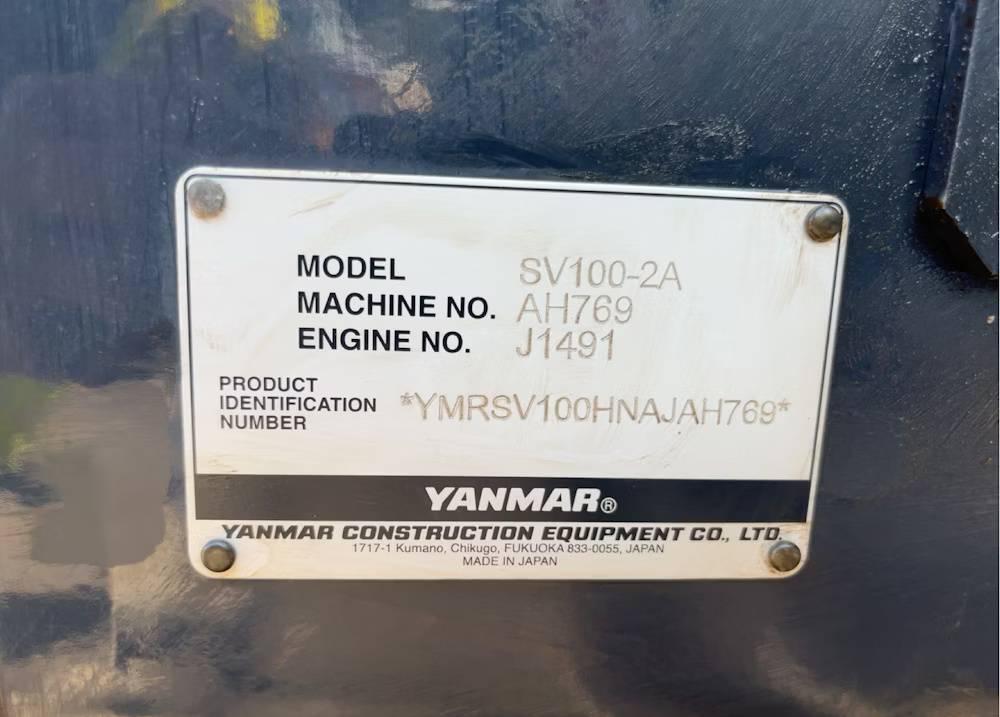 MODEL SV100-2A
MACHINE NO. AH769
ENGINE NO. J1491
PRODUCT
IDENTIFICATION *YMRSV100HNAJAH769*
NUMBER
YANMAR®
YANMAR CONSTRUCTION EQUIPMENT CO., LTD.
1717-1 Kumano, Chikugo, FUKUOKA 833-0055, JAPAN
MADE IN JAPAN